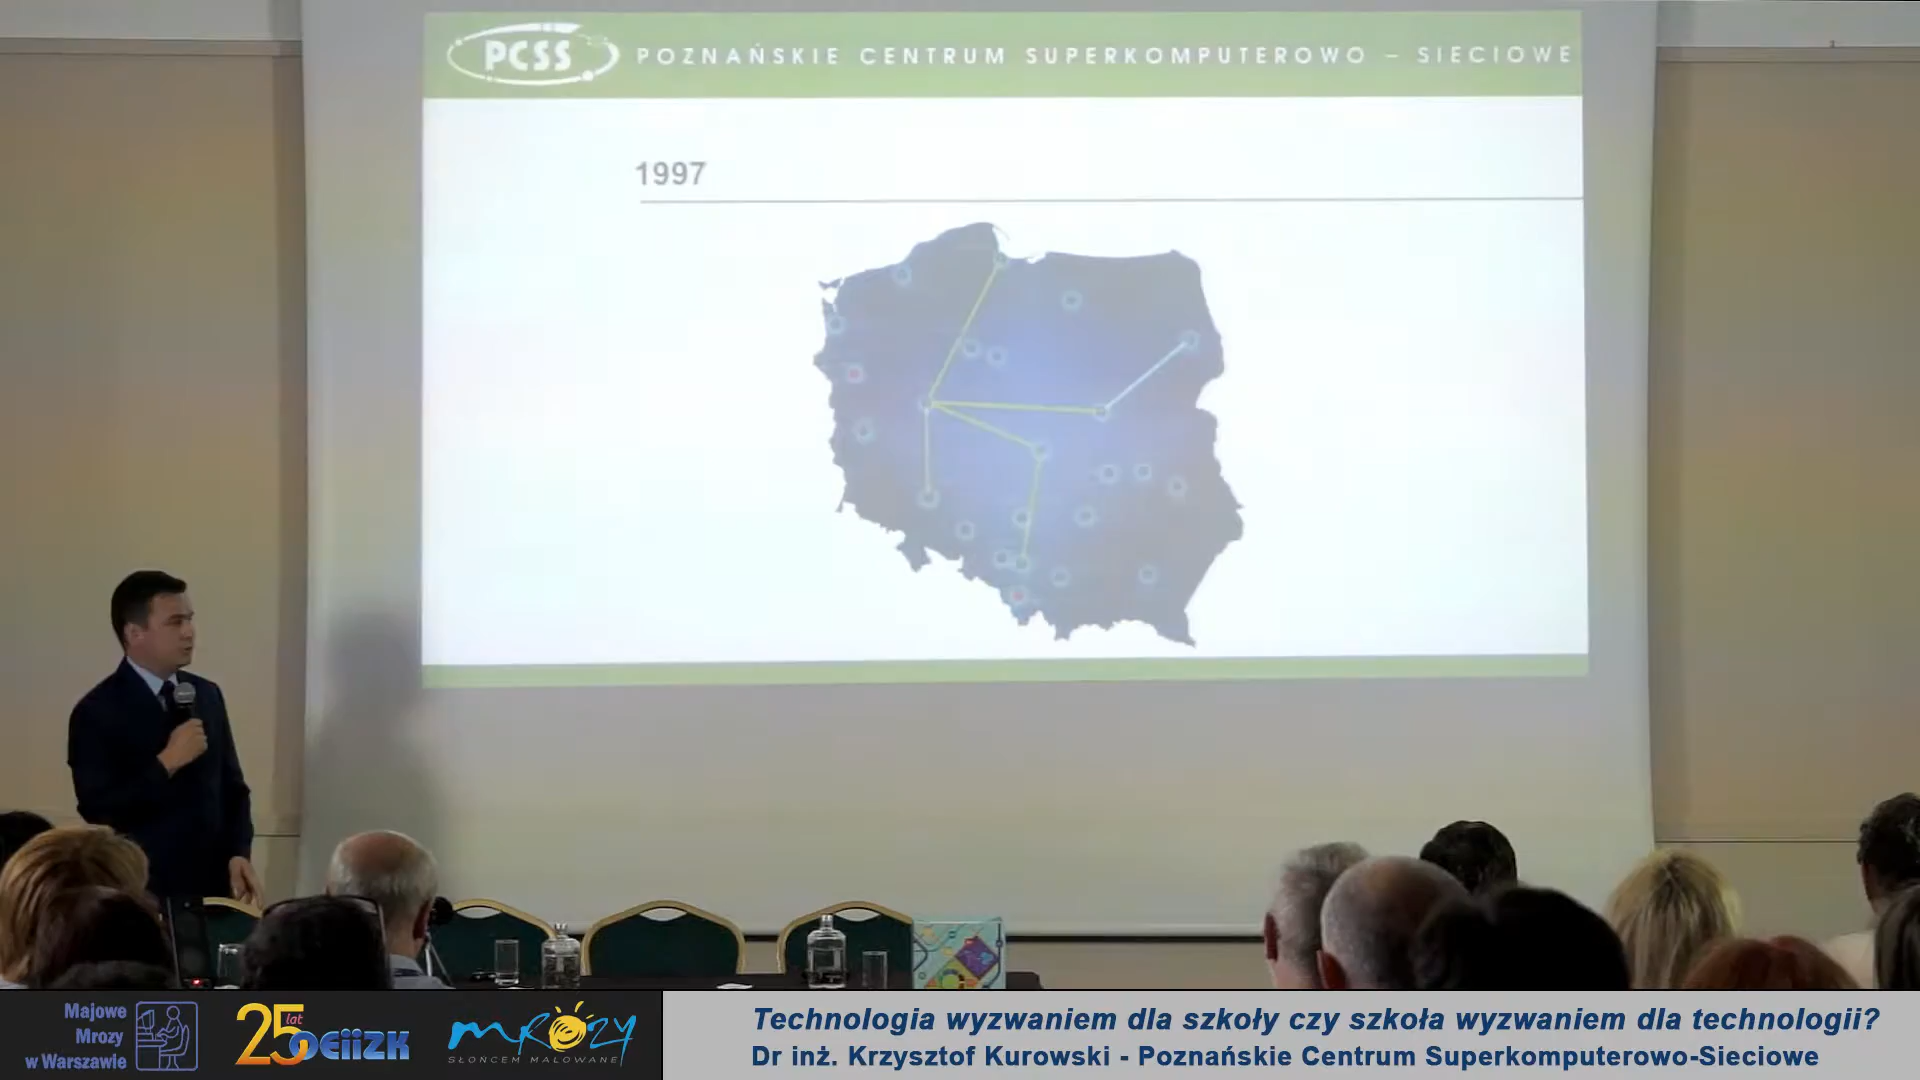 PCSS POZNAŃSKIE CENTRUM SUPERKOMPUTEROWO – SIECIOWE
1997
Majowe
Mrozy
w Warszawie
25 lat OEIIZK
MROZY
SŁOŃCEM MALOWANE
Technologia wyzwaniem dla szkoły czy szkoła wyzwaniem dla technologii?
Dr inż. Krzysztof Kurowski - Poznańskie Centrum Superkomputerowo-Sieciowe